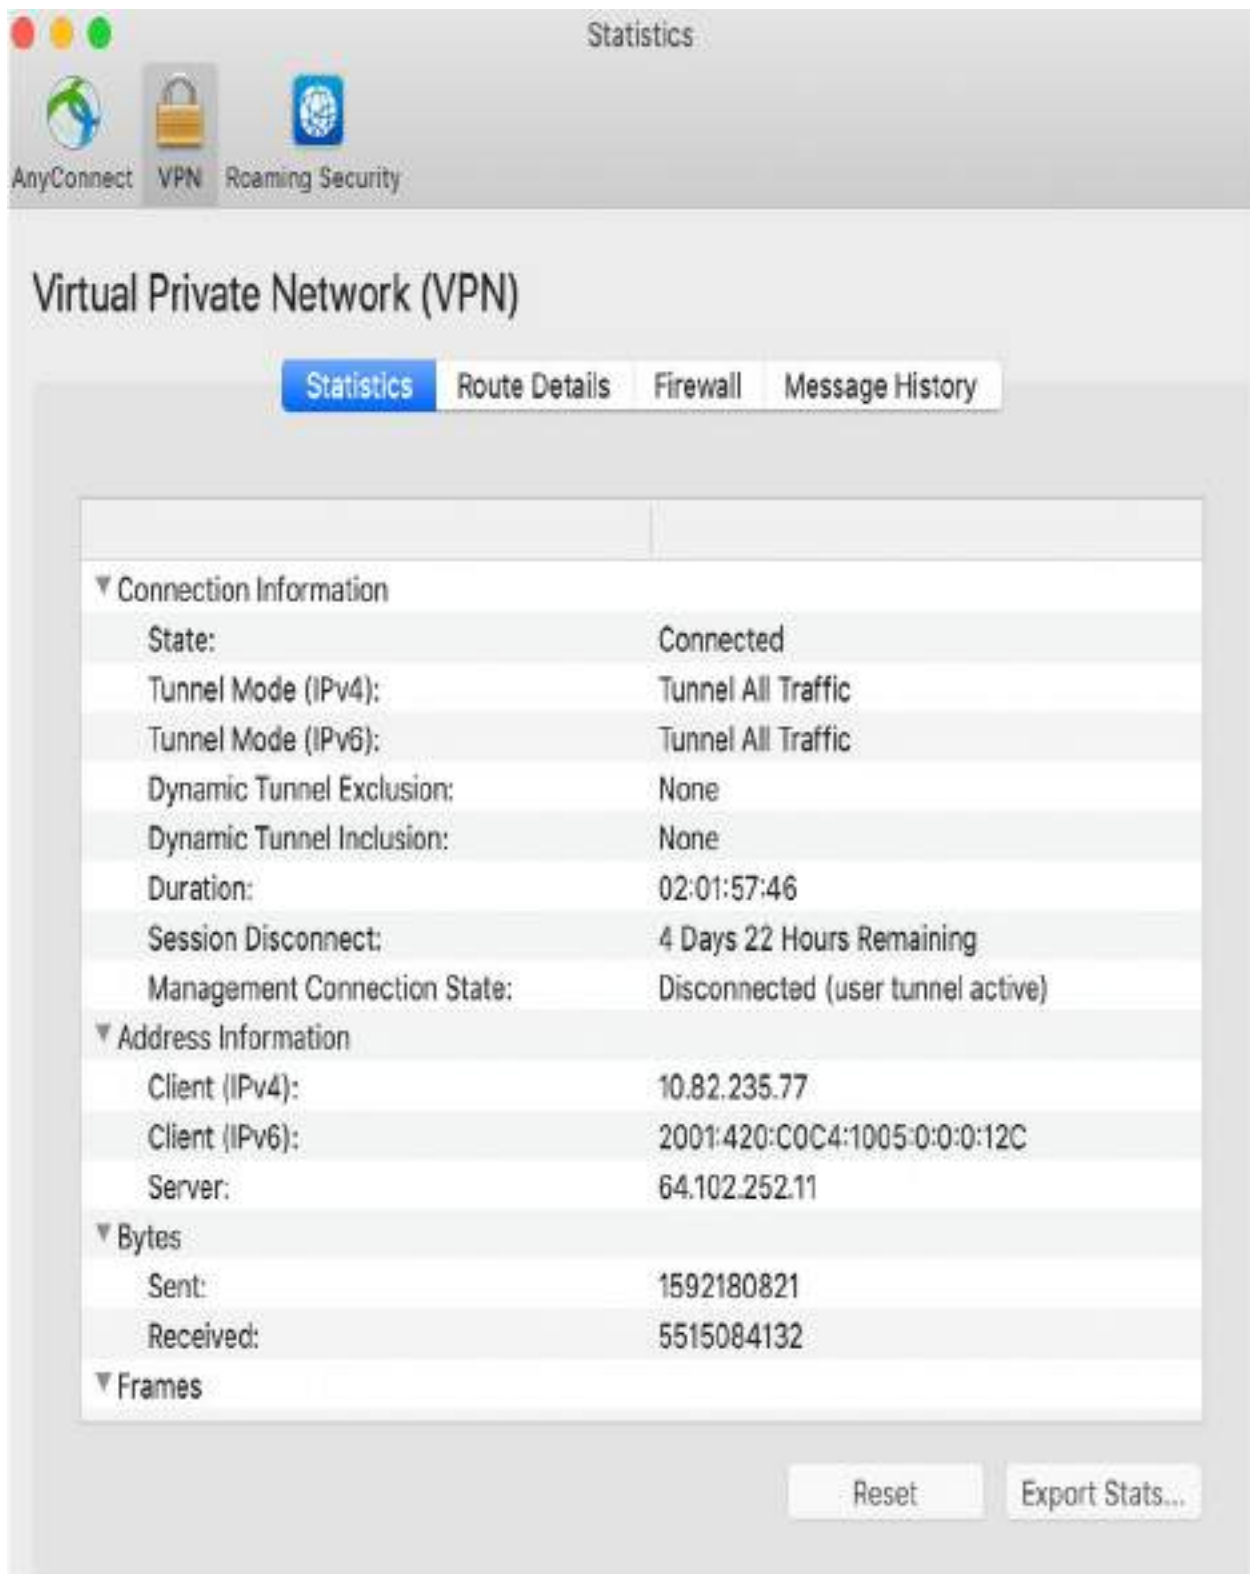 Statistics
AnyConnect VPN Roaming Security
Virtual Private Network (VPN)
Statistics Route Details Firewall Message History
Connection Information
State: Connected
Tunnel Mode (IPv4): Tunnel All Traffic
Tunnel Mode (IPv6): Tunnel All Traffic
Dynamic Tunnel Exclusion: None
Dynamic Tunnel Inclusion: None
Duration: 02:01:57:46
Session Disconnect: 4 Days 22 Hours Remaining
Management Connection State: Disconnected (user tunnel active)
Address Information
Client (IPv4): 10.82.235.77
Client (IPv6): 2001:420:C0C4:1005:0:0:0:12C
Server: 64.102.252.11
Bytes
Sent: 1592180821
Received: 5515084132
Frames
Reset Export Stats...